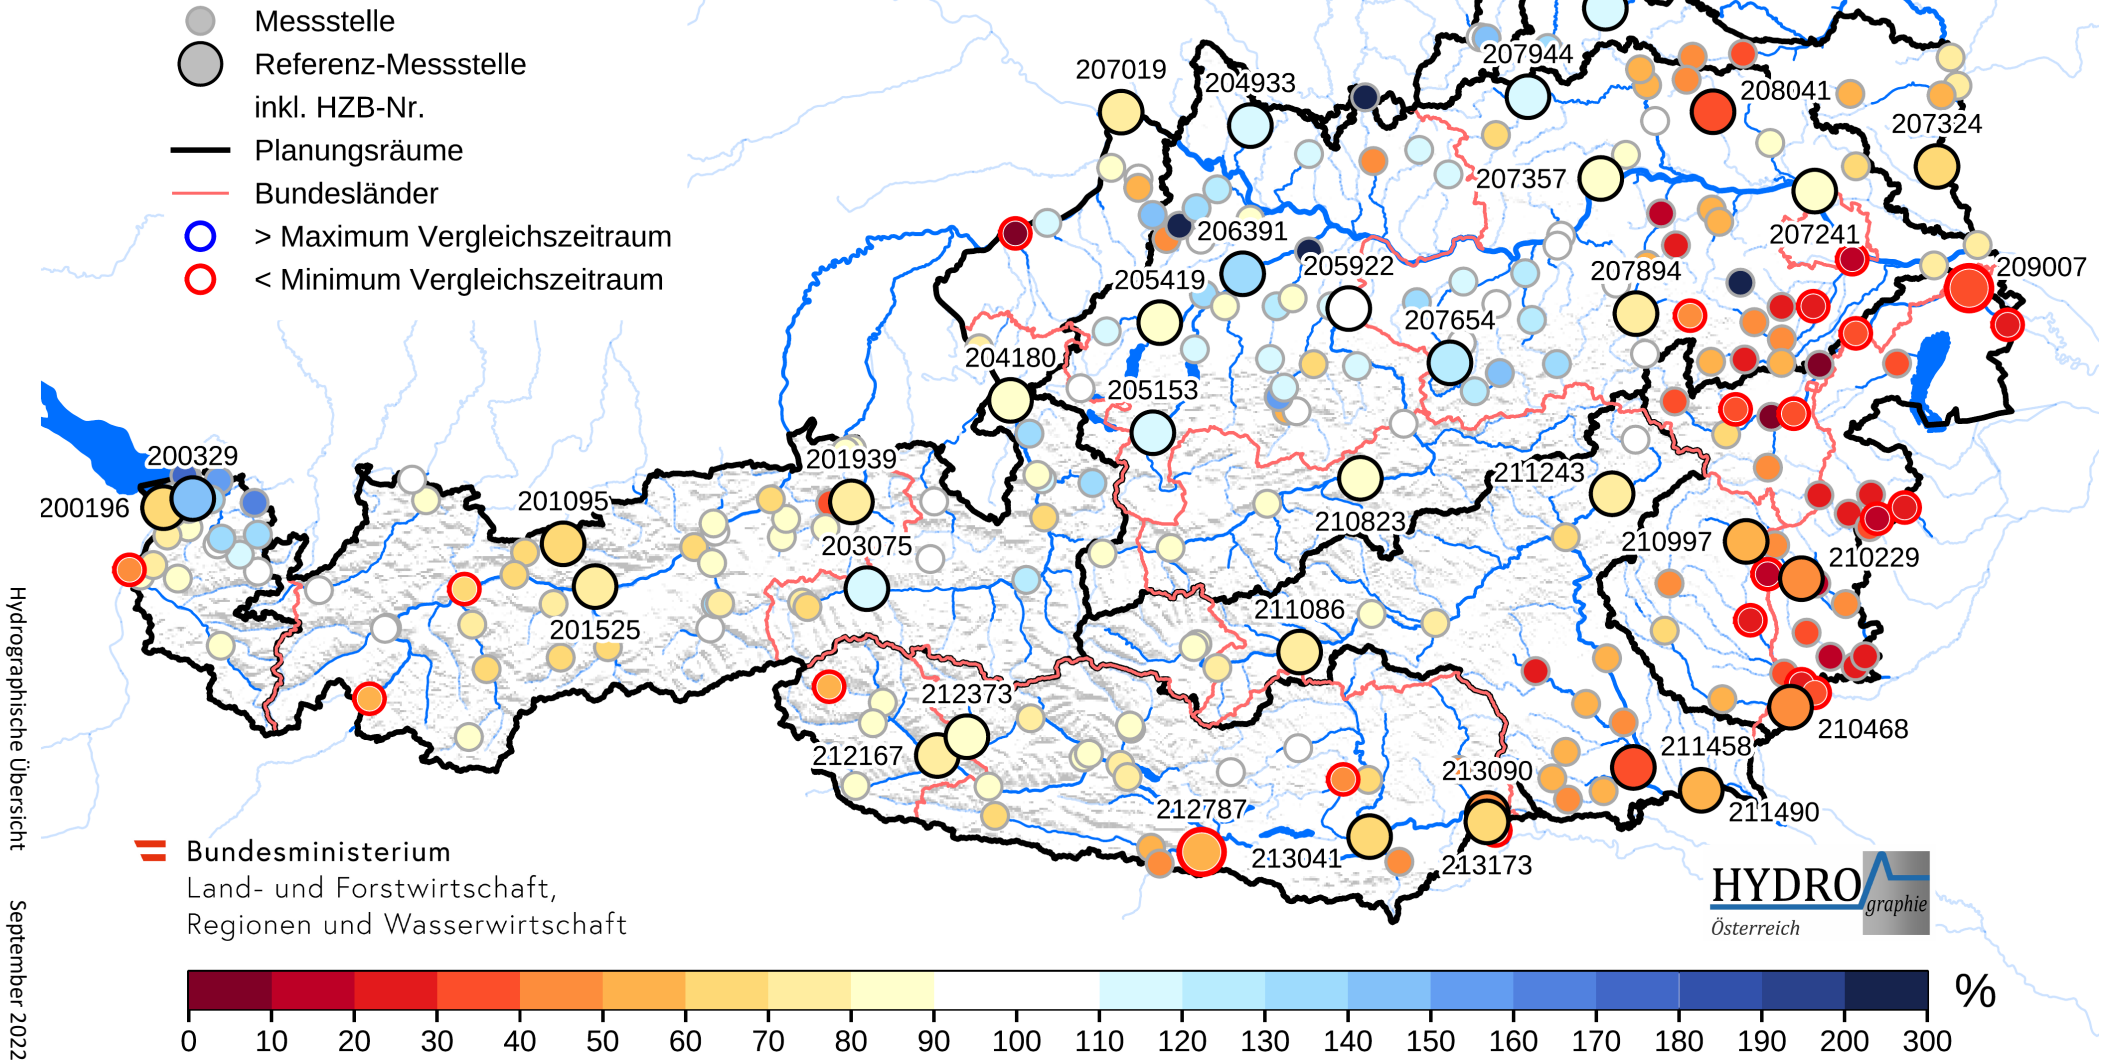 Messstelle
Referenz-Messstelle
inkl. HZB-Nr.
Planungsräume
Bundesländer
> Maximum Vergleichszeitraum
< Minimum Vergleichszeitraum
207944
207019
204933
208041
207324
207357
207241
206391
205922
205419
207894
209007
207654
204180
205153
200329
201939
200196
201095
211243
210823
203075
210997
210229
201525
211086
212373
212167
210468
211458
213090
212787
211490
213041
213173
Bundesministerium
Land- und Forstwirtschaft,
Regionen und Wasserwirtschaft
HYDRO
graphie
Österreich
%
0 10 20 30 40 50 60 70 80 90 100 110 120 130 140 150 160 170 180 190 200 300
Hydrographische Übersicht
September 2022